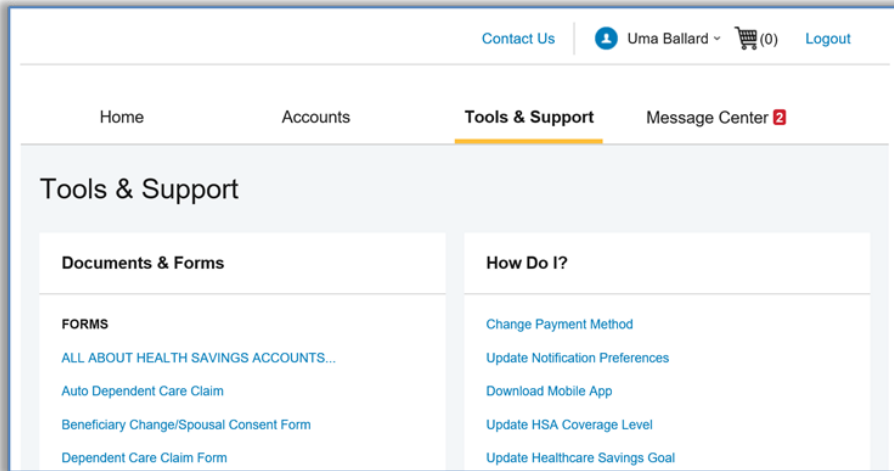 Contact Us Uma Ballard (0) Logout
Home Accounts Tools & Support Message Center 2
Tools & Support
Documents & Forms
FORMS
ALL ABOUT HEALTH SAVINGS ACCOUNTS...
Auto Dependent Care Claim
Beneficiary Change/Spousal Consent Form
Dependent Care Claim Form
How Do I?
Change Payment Method
Update Notification Preferences
Download Mobile App
Update HSA Coverage Level
Update Healthcare Savings Goal